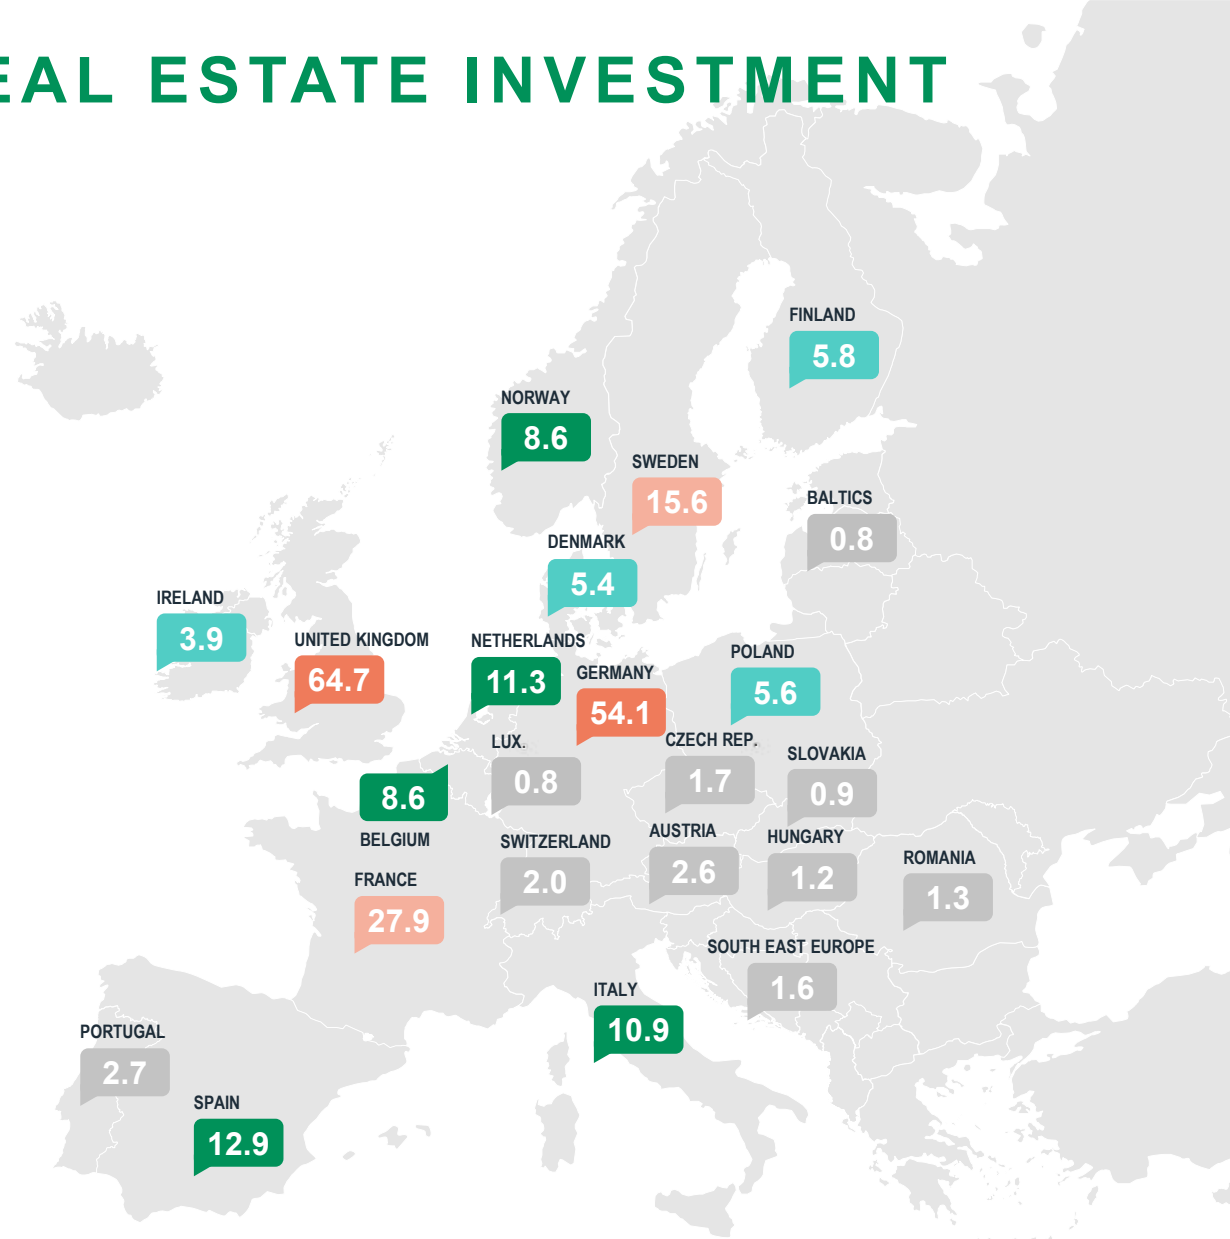 EAL ESTATE INVESTMENT
FINLAND
5.8
NORWAY
8.6
SWEDEN
15.6
BALTICS
0.8
DENMARK
5.4
IRELAND
3.9
UNITED KINGDOM
64.7
NETHERLANDS
11.3
GERMANY
54.1
POLAND
5.6
LUX.
0.8
CZECH REP.
1.7
SLOVAKIA
0.9
8.6
BELGIUM
SWITZERLAND
2.0
AUSTRIA
2.6
HUNGARY
1.2
ROMANIA
1.3
FRANCE
27.9
SOUTH EAST EUROPE
1.6
ITALY
10.9
PORTUGAL
2.7
SPAIN
12.9